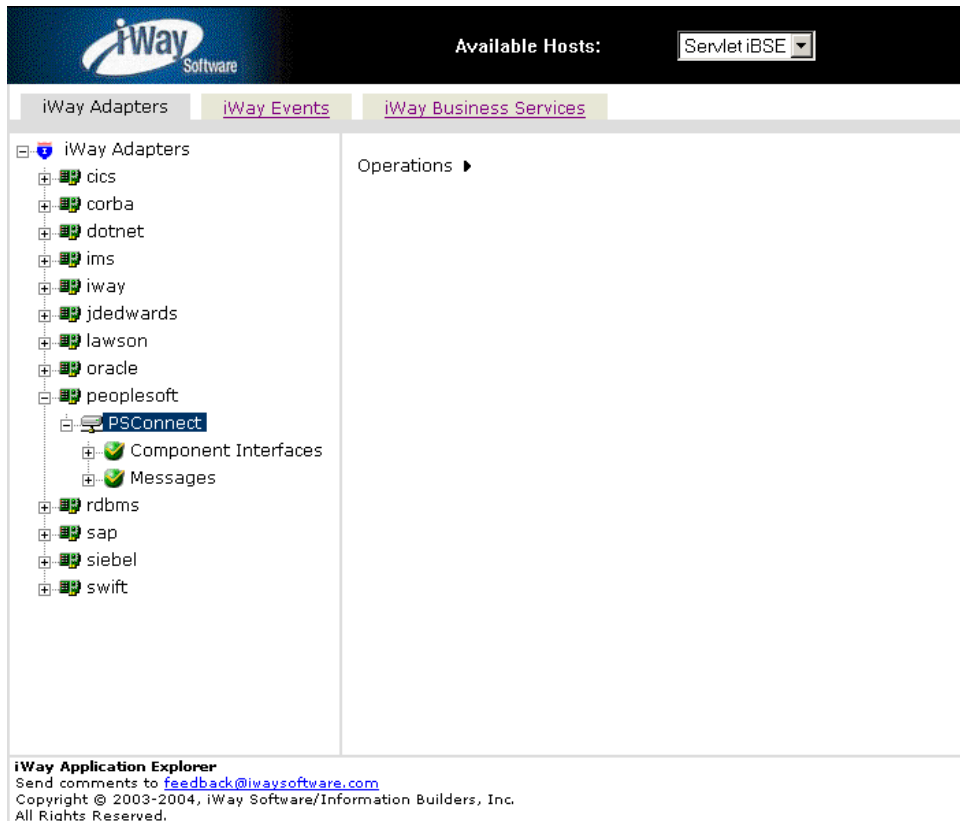 iWay
Software
Available Hosts:
Servlet iBSE
iWay Adapters
iWay Events
iWay Business Services
iWay Adapters
cics
corba
dotnet
ims
iway
jdedwards
lawson
oracle
peoplesoft
PSConnect
Component Interfaces
Messages
rdbms
sap
siebel
swift
Operations
iWay Application Explorer
Send comments to feedback@iwaysoftware.com
Copyright © 2003-2004, iWay Software/Information Builders, Inc.
All Rights Reserved.